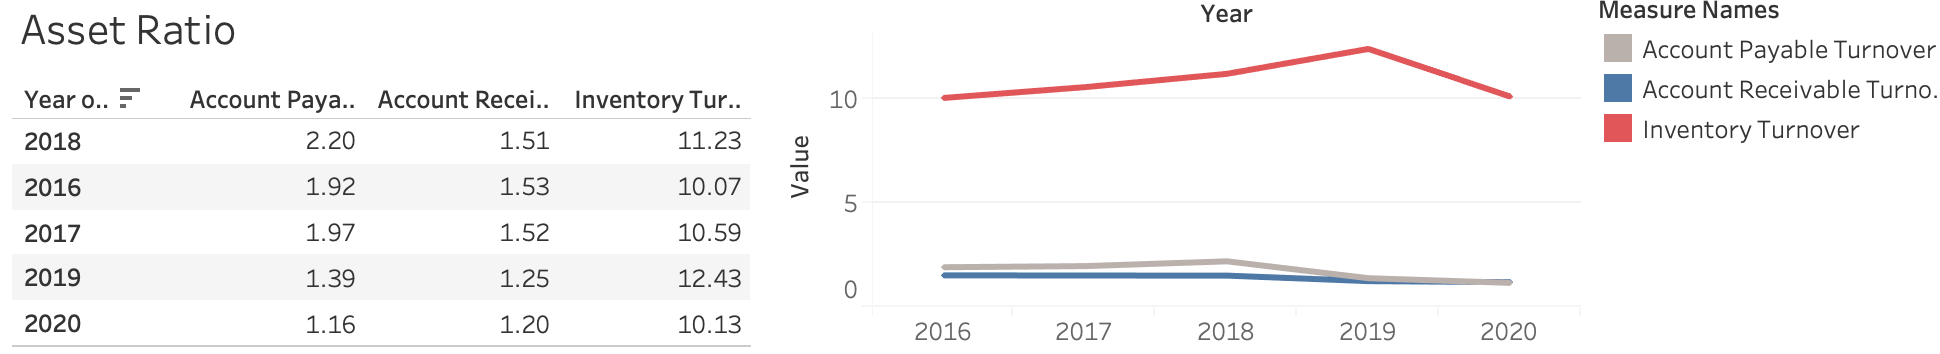 Asset Ratio
Year o.. Account Paya.. Account Recei.. Inventory Tur..
2018 2.20 1.51 11.23
2016 1.92 1.53 10.07
2017 1.97 1.52 10.59
2019 1.39 1.25 12.43
2020 1.16 1.20 10.13
Year
Value
10
5
0
2016 2017 2018 2019 2020
Measure Names
Account Payable Turnover
Account Receivable Turno.
Inventory Turnover